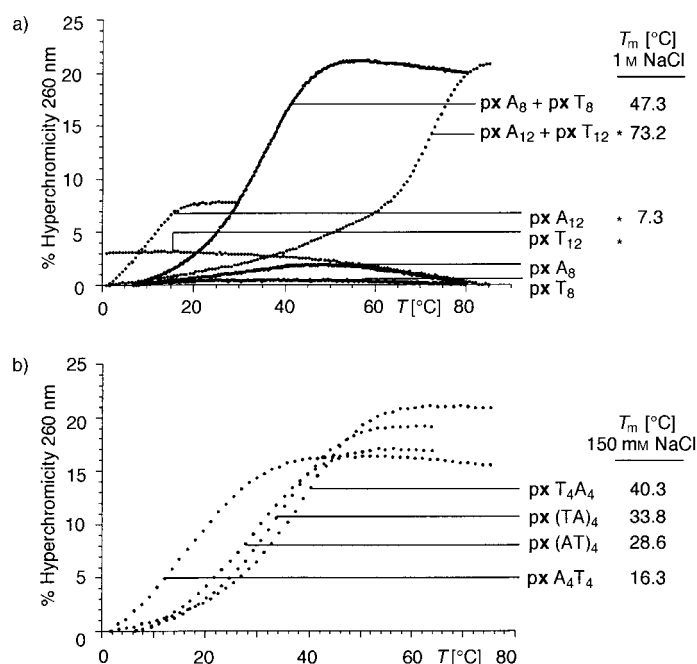 a)
% Hyperchromicity 260 nm
25
20
15
10
5
0
0
20
40
T [°C]
60
80
Tm [°C]
1 M NaCl
px A8 + px T8 47.3
px A12 + px T12 * 73.2
px A12 * 7.3
px T12 *
px A8
px T8
b)
% Hyperchromicity 260 nm
25
20
15
10
5
0
0
20
40
T [°C]
60
80
Tm [°C]
150 mM NaCl
px T4A4 40.3
px (TA)4 33.8
px (AT)4 28.6
px A4T4 16.3